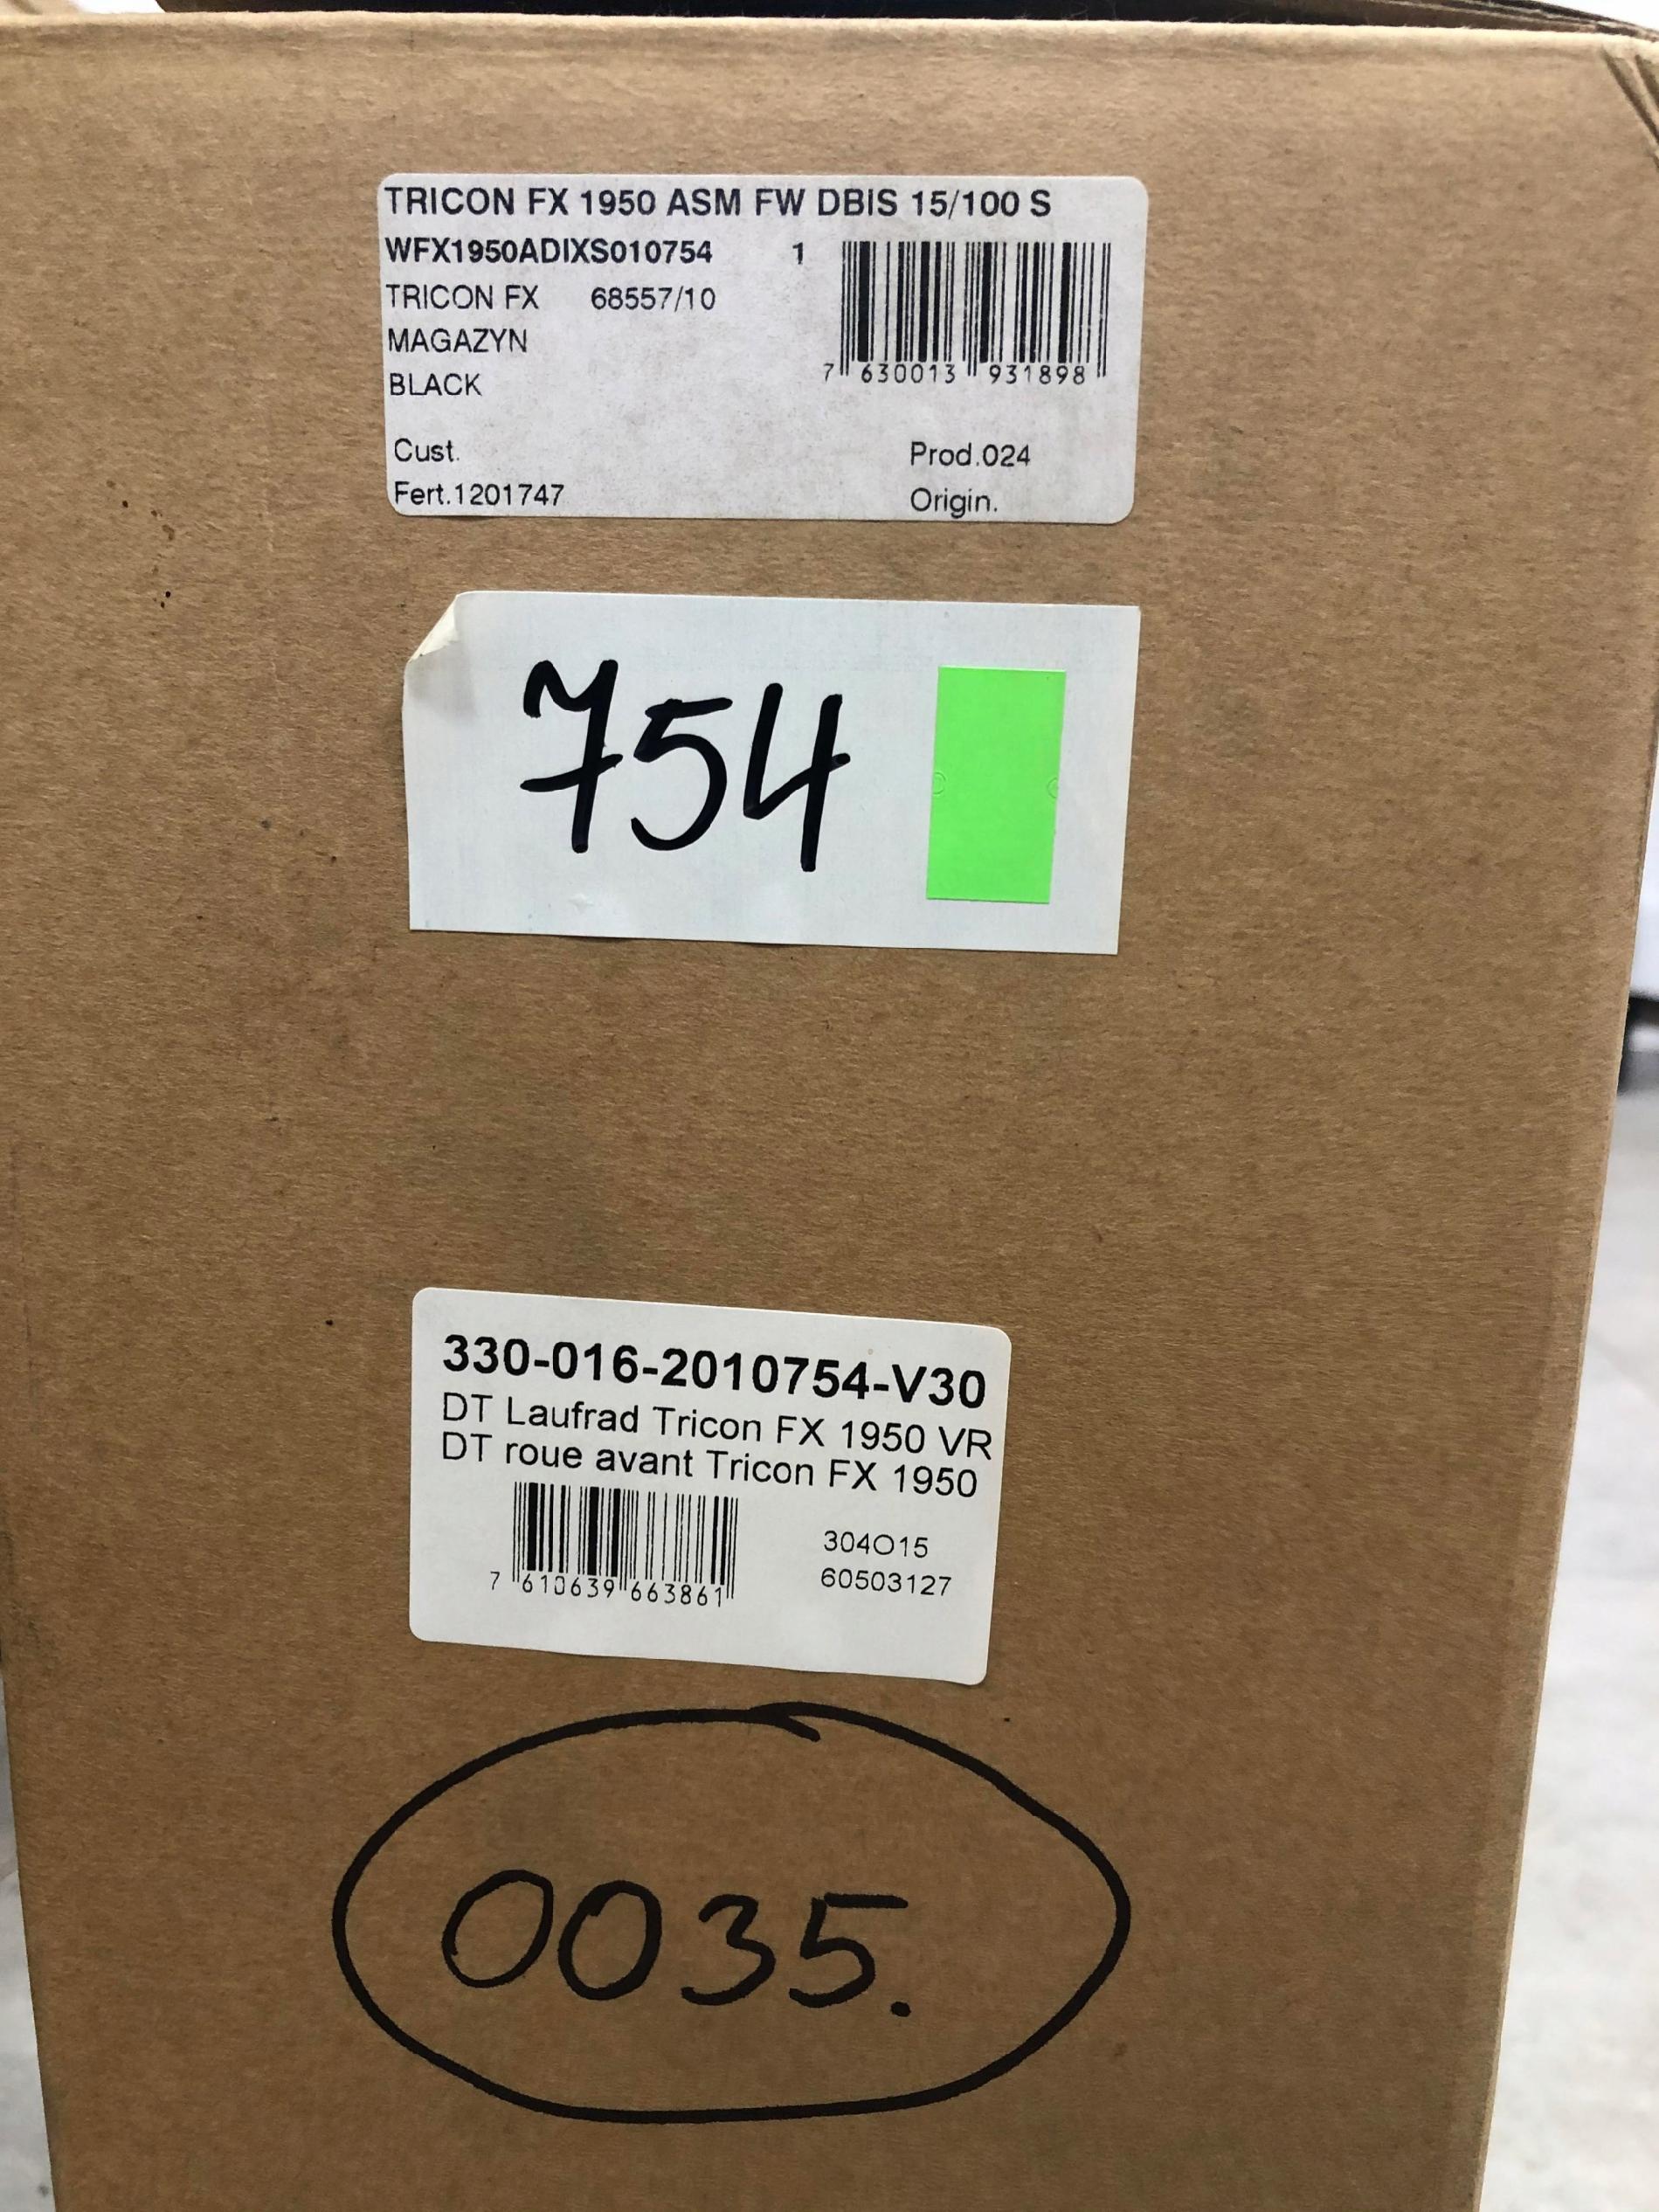 TRICON FX 1950 ASM FW DBIS 15/100 S
WFX1950ADIXS010754 1
TRICON FX 68557/10
MAGAZYN
7 630013 931898
BLACK
Cust. Prod.024
Fert.1201747 Origin.
754
330-016-2010754-V30
DT Laufrad Tricon FX 1950 VR
DT roue avant Tricon FX 1950
304O15
7 610639 663861 60503127
0035.